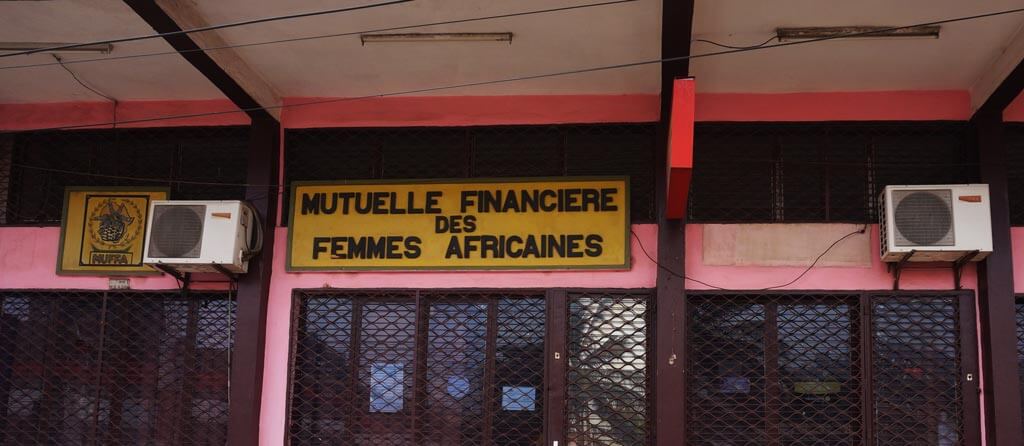 MUTUELLE FINANCIERE
DES
FEMMES AFRICAINES
MUFFA